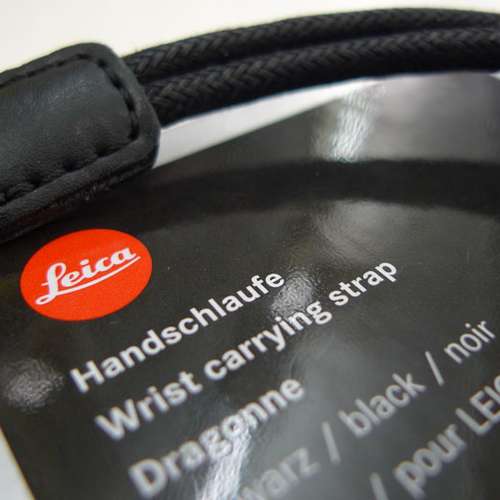 Leica
Handschlaufe
Wrist carrying strap
Dragonne
/ black / noir
/ pour